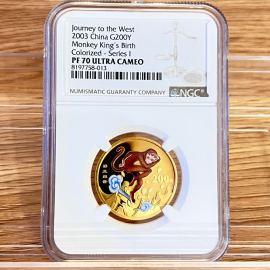 Journey to the West
2003 China G200Y
Monkey King's Birth
Colorized - Series I
PF 70 ULTRA CAMEO
8197758-013
NUMISMATIC GUARANTY COMPANY
NGC
200